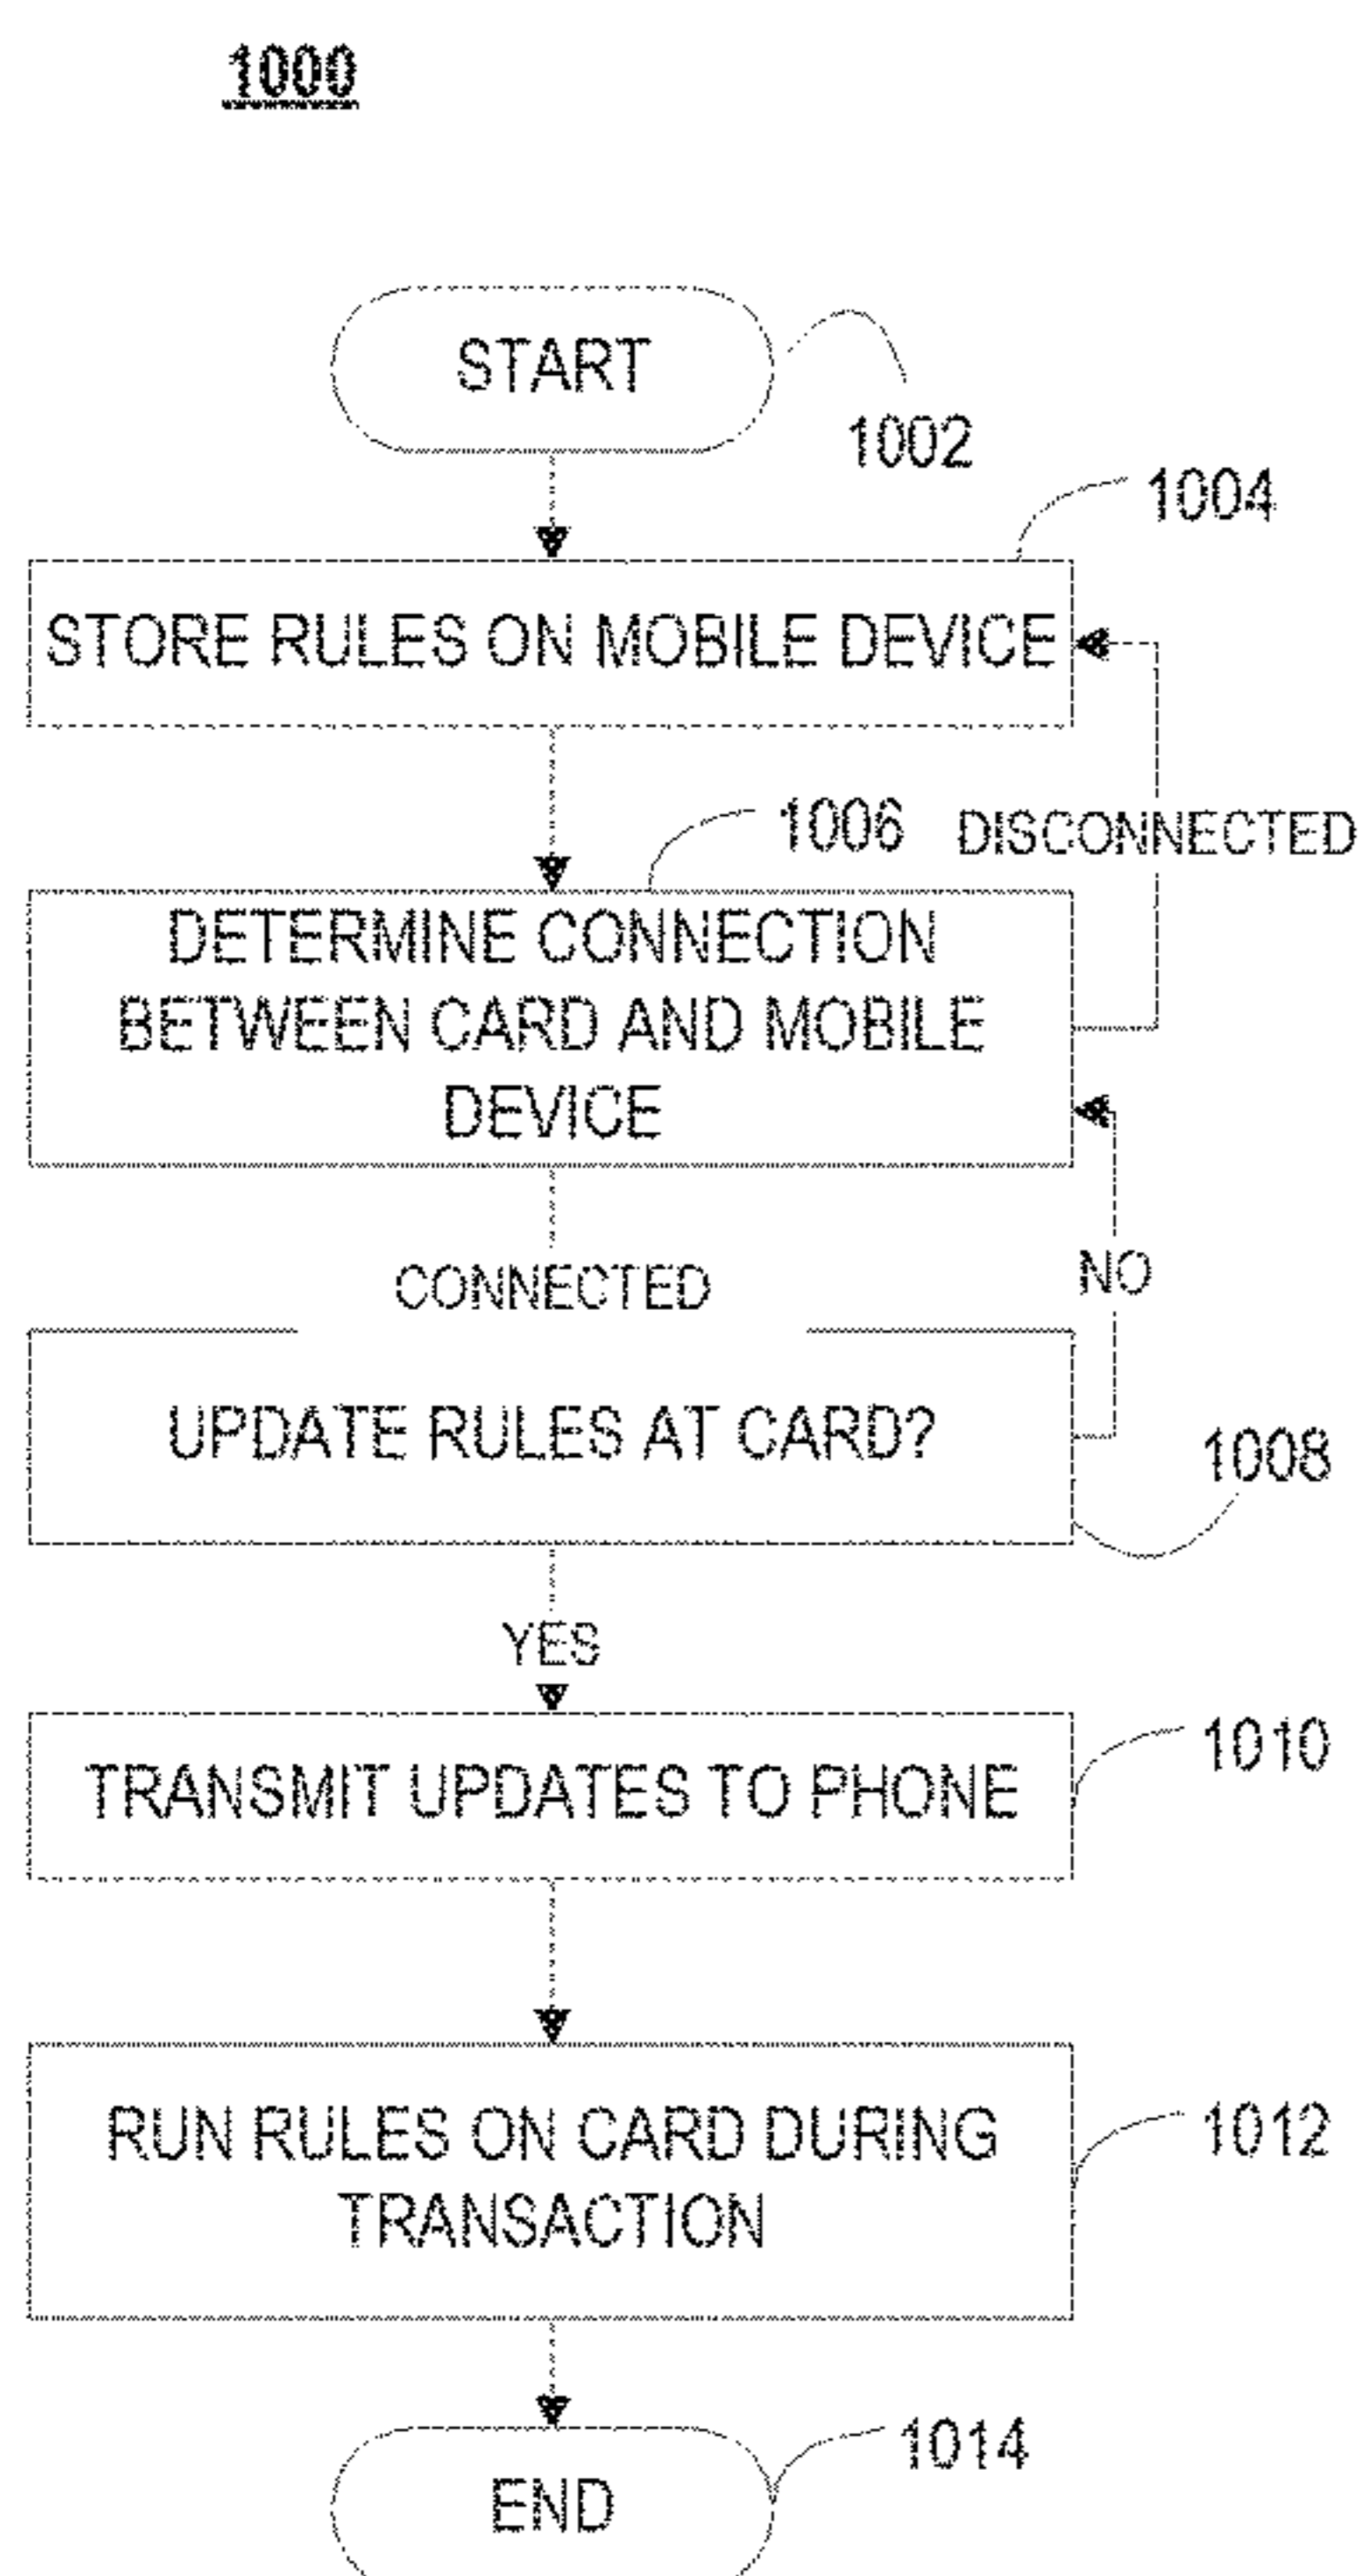 1000
START
1002
1004
STORE RULES ON MOBILE DEVICE
1006
DISCONNECTED
DETERMINE CONNECTION
BETWEEN CARD AND MOBILE
DEVICE
CONNECTED
NO
UPDATE RULES AT CARD?
1008
YES
TRANSMIT UPDATES TO PHONE
1010
RUN RULES ON CARD DURING
TRANSACTION
1012
1014
END